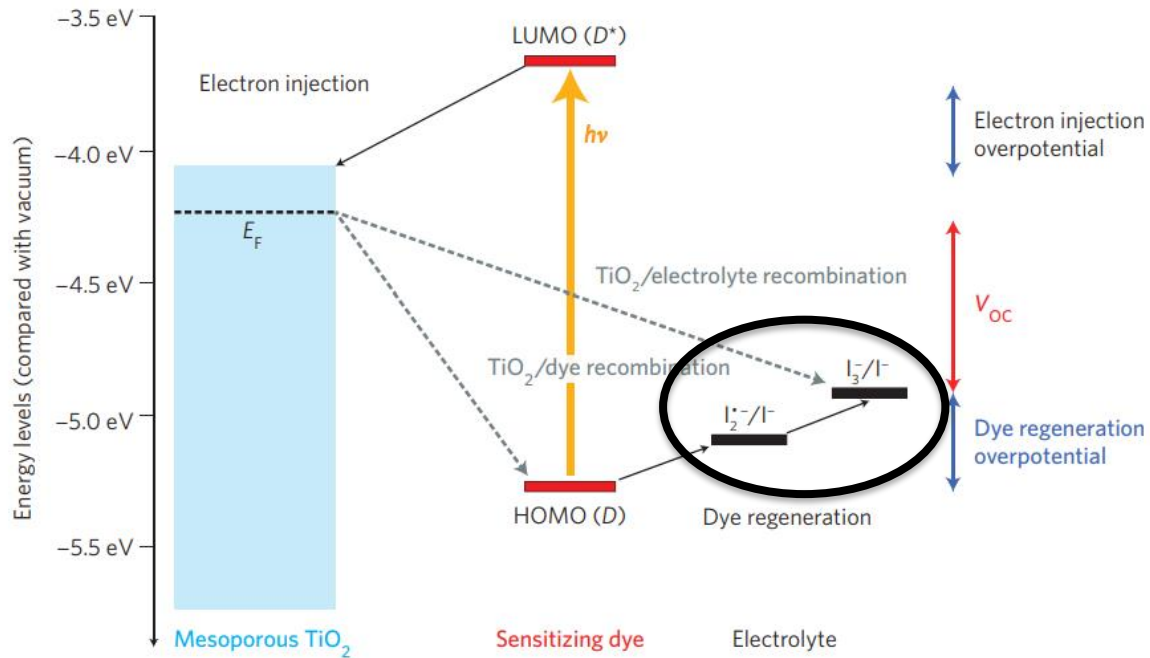 −3.5 eV
LUMO (D*)
Electron injection
hν
Electron injection
overpotential
−4.0 eV
E_F
−4.5 eV
TiO₂/electrolyte recombination
V_OC
TiO₂/dye recombination
I₃⁻/I⁻
I₂•⁻/I⁻
−5.0 eV
Dye regeneration
overpotential
HOMO (D)
Dye regeneration
−5.5 eV
Energy levels (compared with vacuum)
Mesoporous TiO₂
Sensitizing dye
Electrolyte